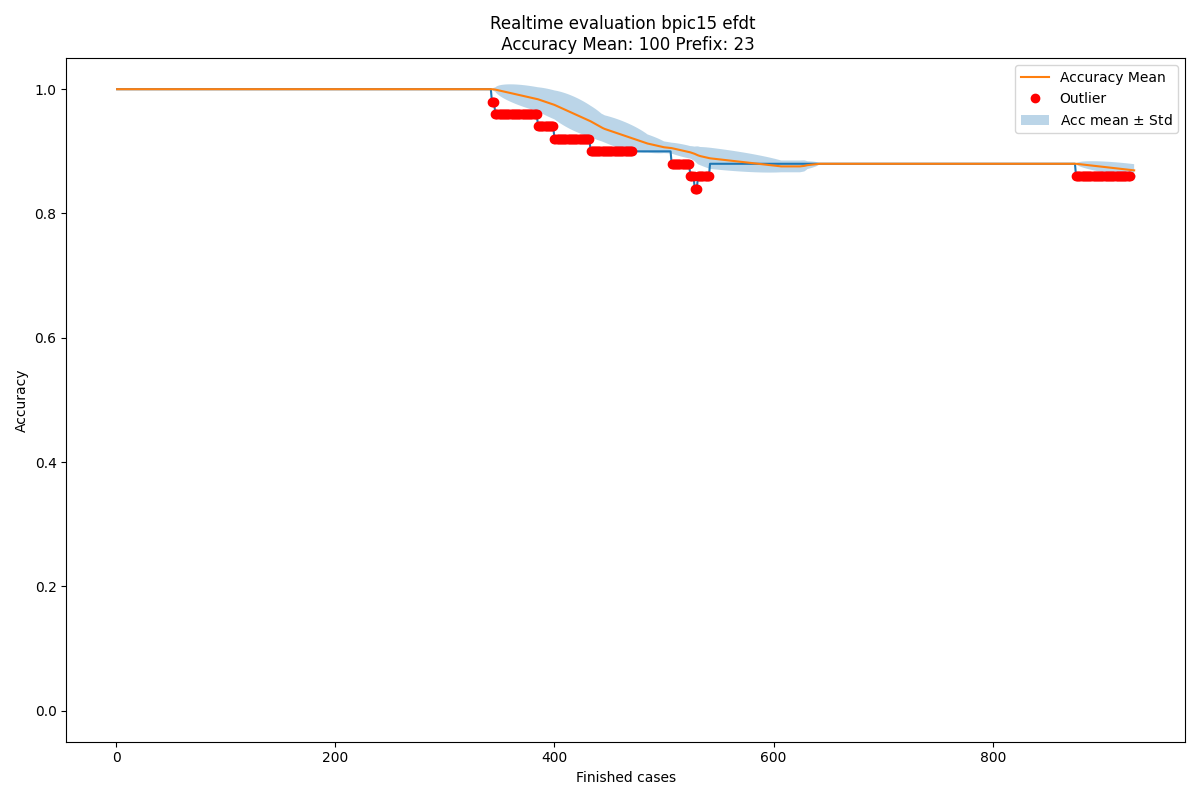 Realtime evaluation bpic15 efdt
Accuracy Mean: 100 Prefix: 23
Accuracy Mean
Outlier
Acc mean ± Std
1.0
0.8
0.6
0.4
0.2
0.0
Accuracy
0 200 400 600 800
Finished cases